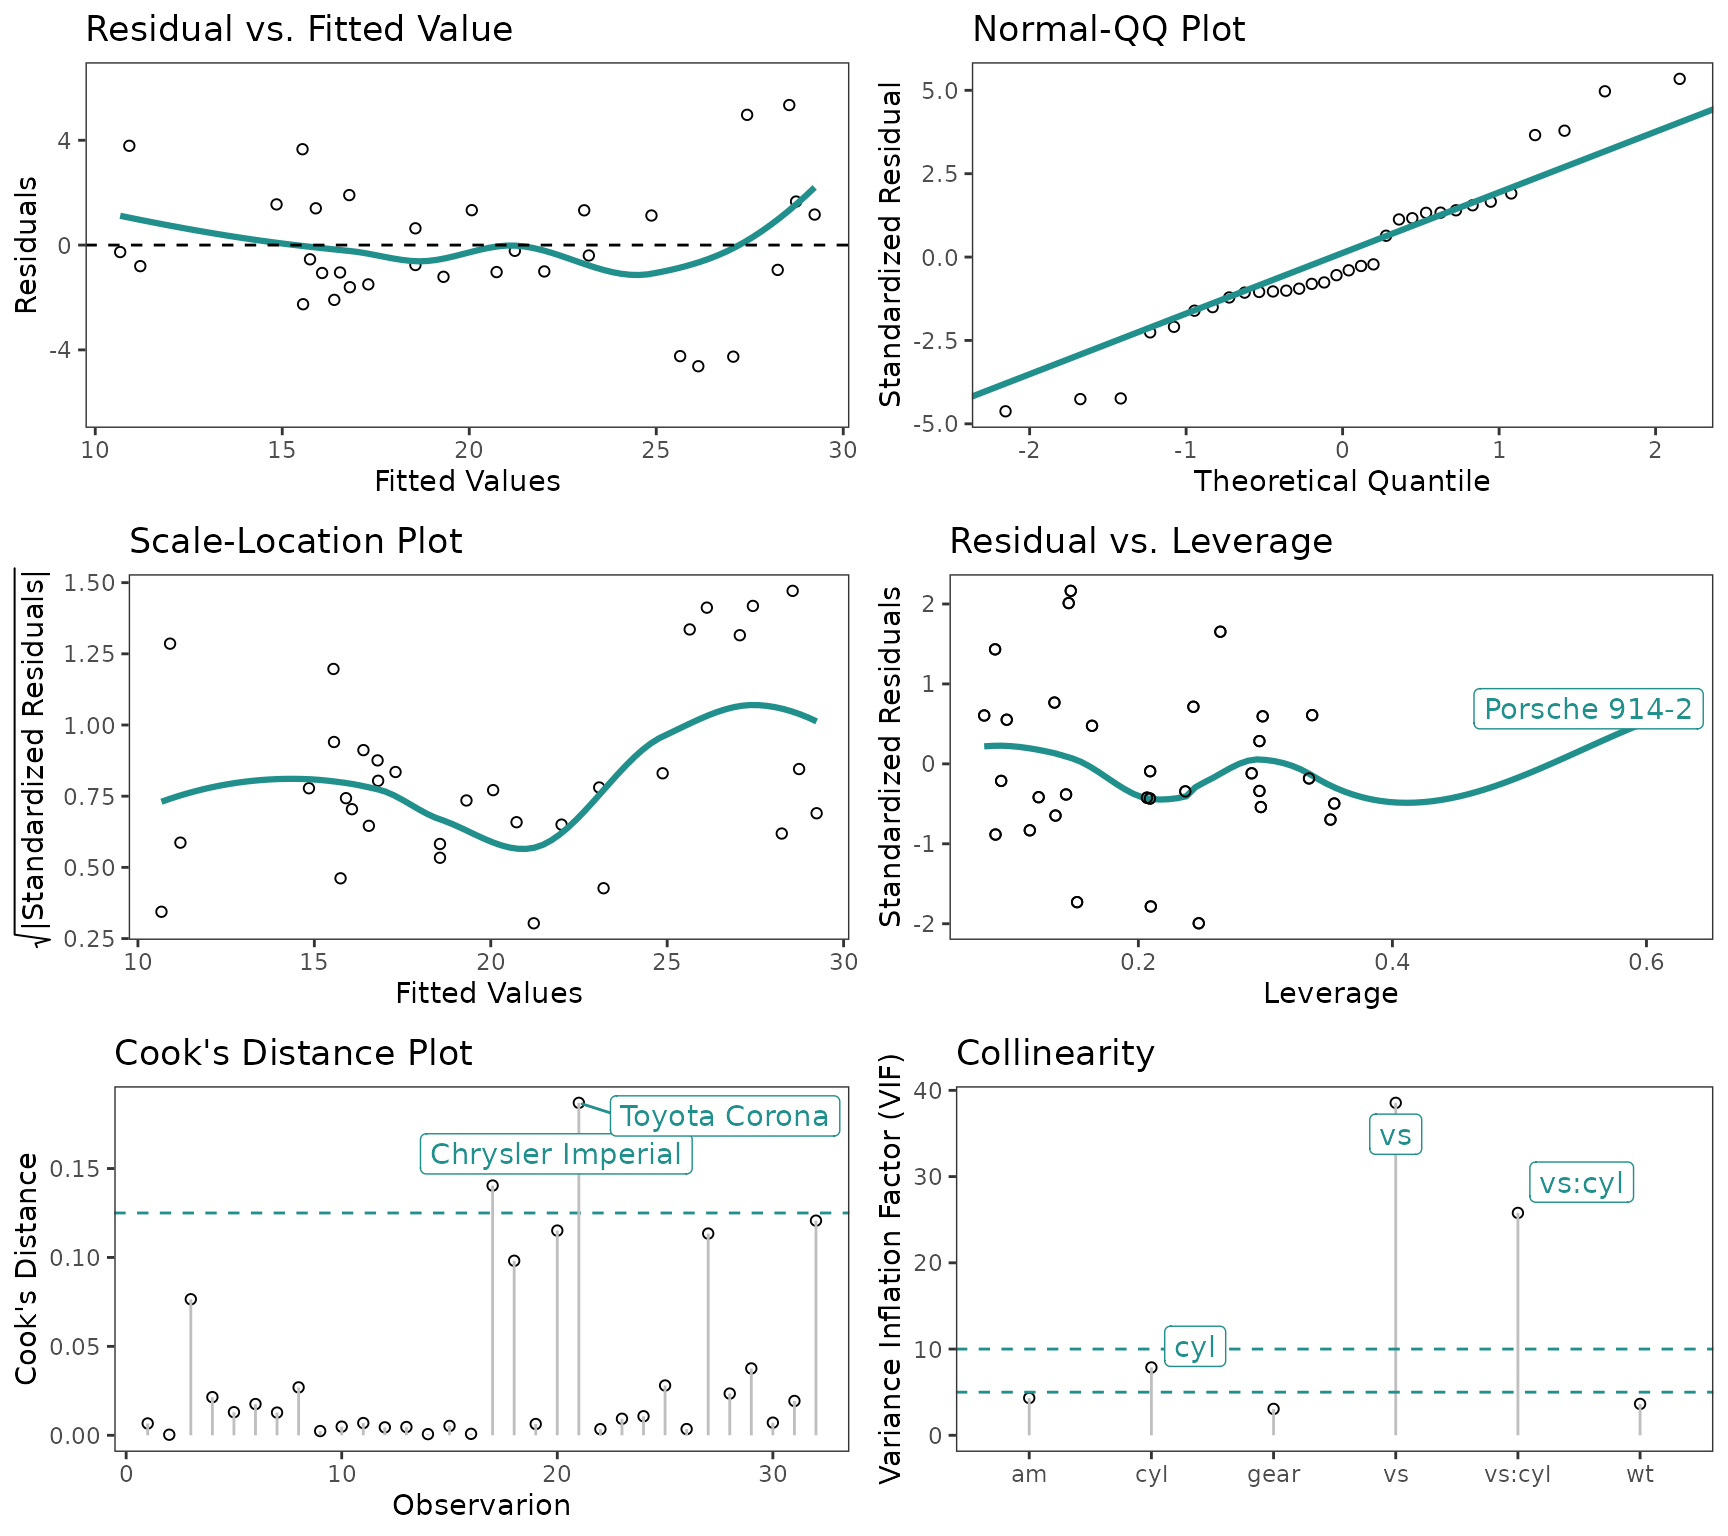 Residual vs. Fitted Value
Residuals
4
0
-4
10 15 20 25 30
Fitted Values
Normal-QQ Plot
Standardized Residual
5.0
2.5
0.0
-2.5
-5.0
-2 -1 0 1 2
Theoretical Quantile
Scale-Location Plot
√|Standardized Residuals|
1.50
1.25
1.00
0.75
0.50
0.25
10 15 20 25 30
Fitted Values
Residual vs. Leverage
Standardized Residuals
2
1
0
-1
-2
Porsche 914-2
0.2 0.4 0.6
Leverage
Cook's Distance Plot
Cook's Distance
Toyota Corona
Chrysler Imperial
0.15
0.10
0.05
0.00
0 10 20 30
Observarion
Collinearity
Variance Inflation Factor (VIF)
40
30
20
10
0
vs
vs:cyl
cyl
am cyl gear vs vs:cyl wt